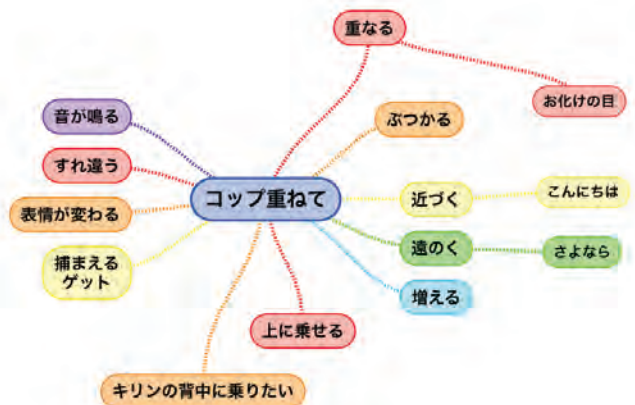 重なる
お化けの目
音が鳴る
ぶつかる
すれ違う
コップ重ねて
近づく
こんにちは
表情が変わる
遠のく
さよなら
捕まえる
ゲット
増える
上に乗せる
キリンの背中に乗りたい